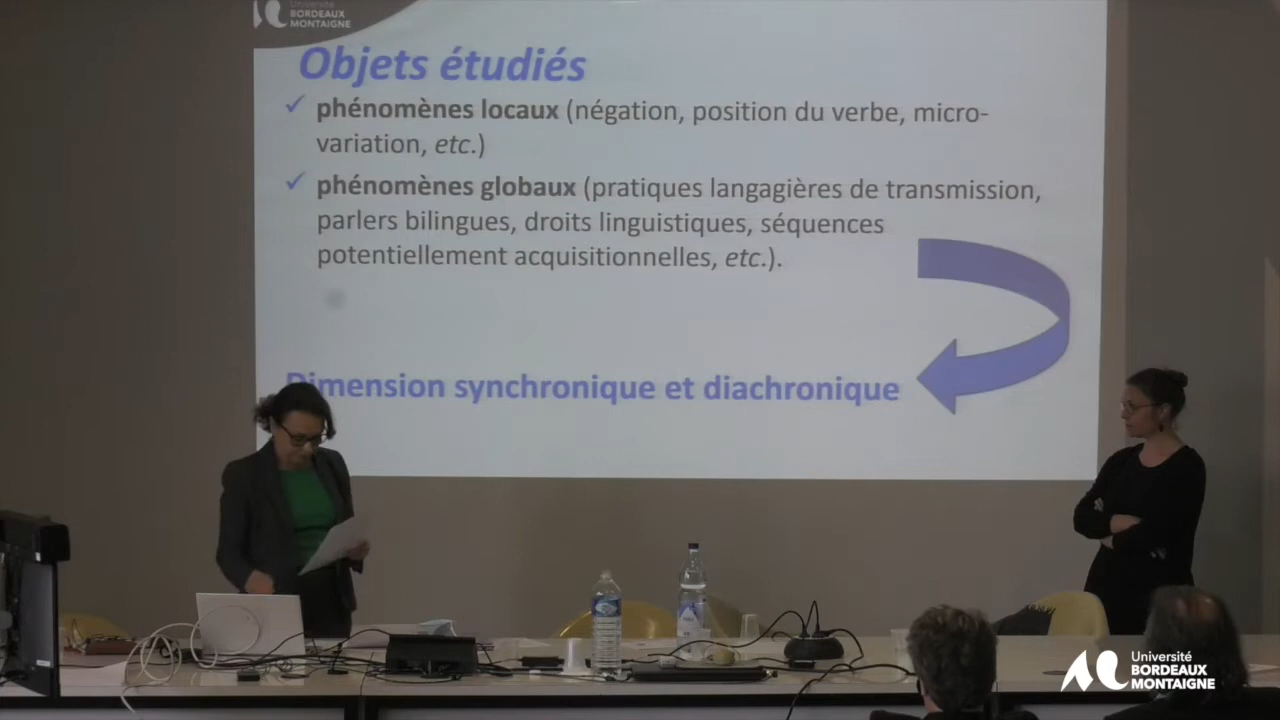 Université
BORDEAUX
MONTAIGNE
Objets étudiés
phénomènes locaux (négation, position du verbe, micro-
variation, etc.)
phénomènes globaux (pratiques langagières de transmission,
parlers bilingues, droits linguistiques, séquences
potentiellement acquisitionnelles, etc.).
Dimension synchronique et diachronique
Université
BORDEAUX
MONTAIGNE